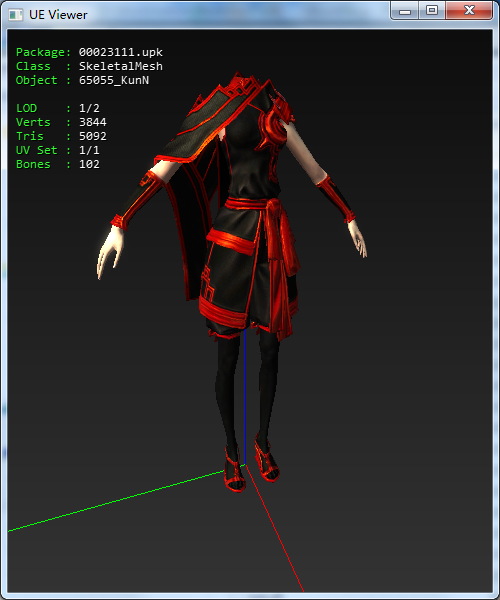 UE Viewer
Package: 00023111.upk
Class  : SkeletalMesh
Object : 65055_KunN
LOD    : 1/2
Verts  : 3844
Tris   : 5092
UV Set : 1/1
Bones  : 102